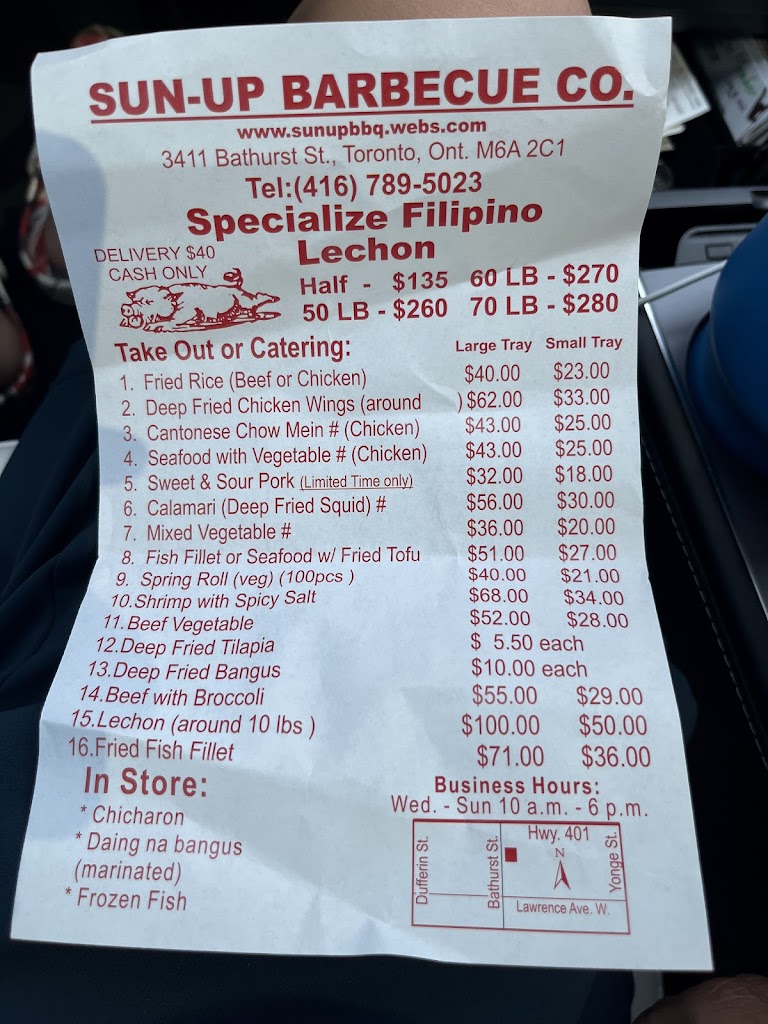 SUN-UP BARBECUE CO.
www.sunupbbq.webs.com
3411 Bathurst St., Toronto, Ont. M6A 2C1
Tel:(416) 789-5023
Specialize Filipino
Lechon
DELIVERY $40
CASH ONLY
Half - $135 60 LB - $270
50 LB - $260 70 LB - $280
Take Out or Catering: Large Tray Small Tray
1. Fried Rice (Beef or Chicken) $40.00 $23.00
2. Deep Fried Chicken Wings (around ) $62.00 $33.00
3. Cantonese Chow Mein # (Chicken) $43.00 $25.00
4. Seafood with Vegetable # (Chicken) $43.00 $25.00
5. Sweet & Sour Pork (Limited Time only) $32.00 $18.00
6. Calamari (Deep Fried Squid) # $56.00 $30.00
7. Mixed Vegetable # $36.00 $20.00
8. Fish Fillet or Seafood w/ Fried Tofu $51.00 $27.00
9. Spring Roll (veg) (100pcs ) $40.00 $21.00
10.Shrimp with Spicy Salt $68.00 $34.00
11.Beef Vegetable $52.00 $28.00
12.Deep Fried Tilapia $ 5.50 each
13.Deep Fried Bangus $10.00 each
14.Beef with Broccoli $55.00 $29.00
15.Lechon (around 10 lbs ) $100.00 $50.00
16.Fried Fish Fillet $71.00 $36.00
In Store:
* Chicharon
* Daing na bangus
(marinated)
* Frozen Fish
Business Hours:
Wed. - Sun 10 a.m. - 6 p.m.
Hwy. 401
Dufferin St.
Bathurst St.
N
Yonge St.
Lawrence Ave. W.